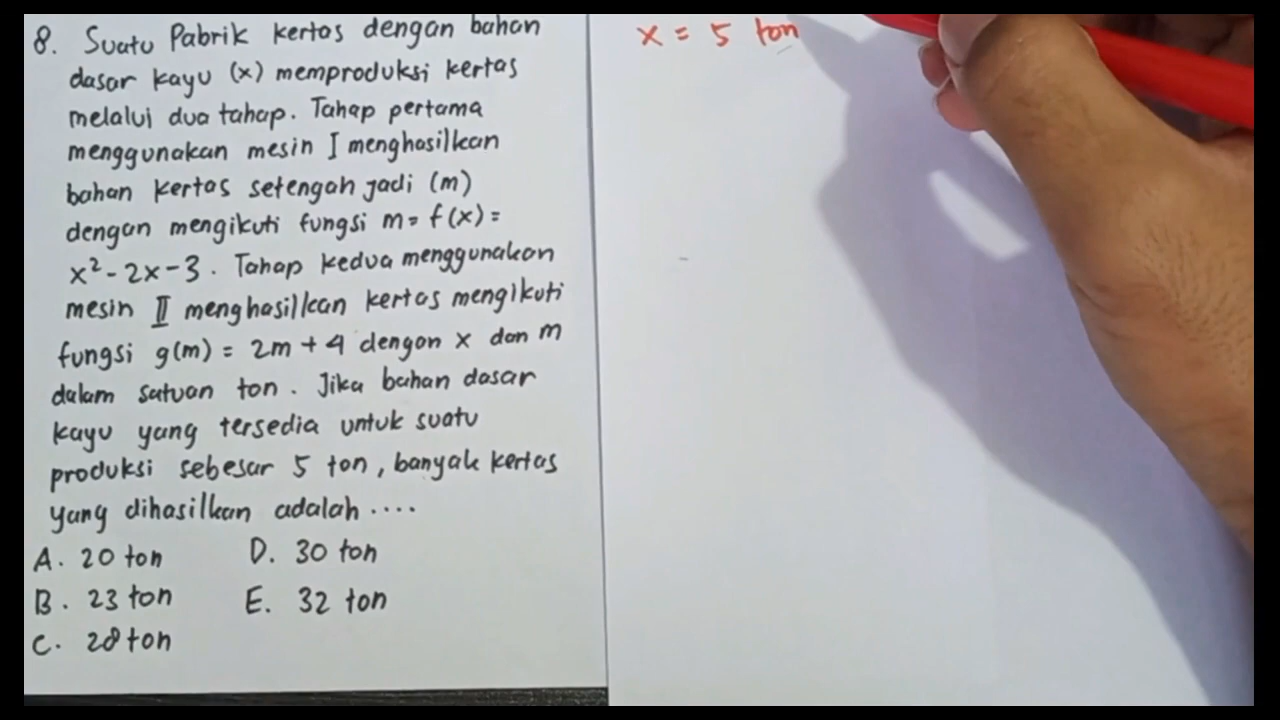 8. Suatu Pabrik kertas dengan bahan
dasar kayu (x) memproduksi kertas
melalui dua tahap. Tahap pertama
menggunakan mesin I menghasilkan
bahan kertas setengah jadi (m)
dengan mengikuti fungsi m = f(x) =
x² - 2x - 3. Tahap kedua menggunakan
mesin II menghasilkan kertas mengikuti
fungsi g(m) = 2m + 4 dengan x dan m
dalam satuan ton. Jika bahan dasar
kayu yang tersedia untuk suatu
produksi sebesar 5 ton, banyak kertas
yang dihasilkan adalah ....
A. 20 ton D. 30 ton
B. 23 ton E. 32 ton
C. 28 ton
x = 5 ton